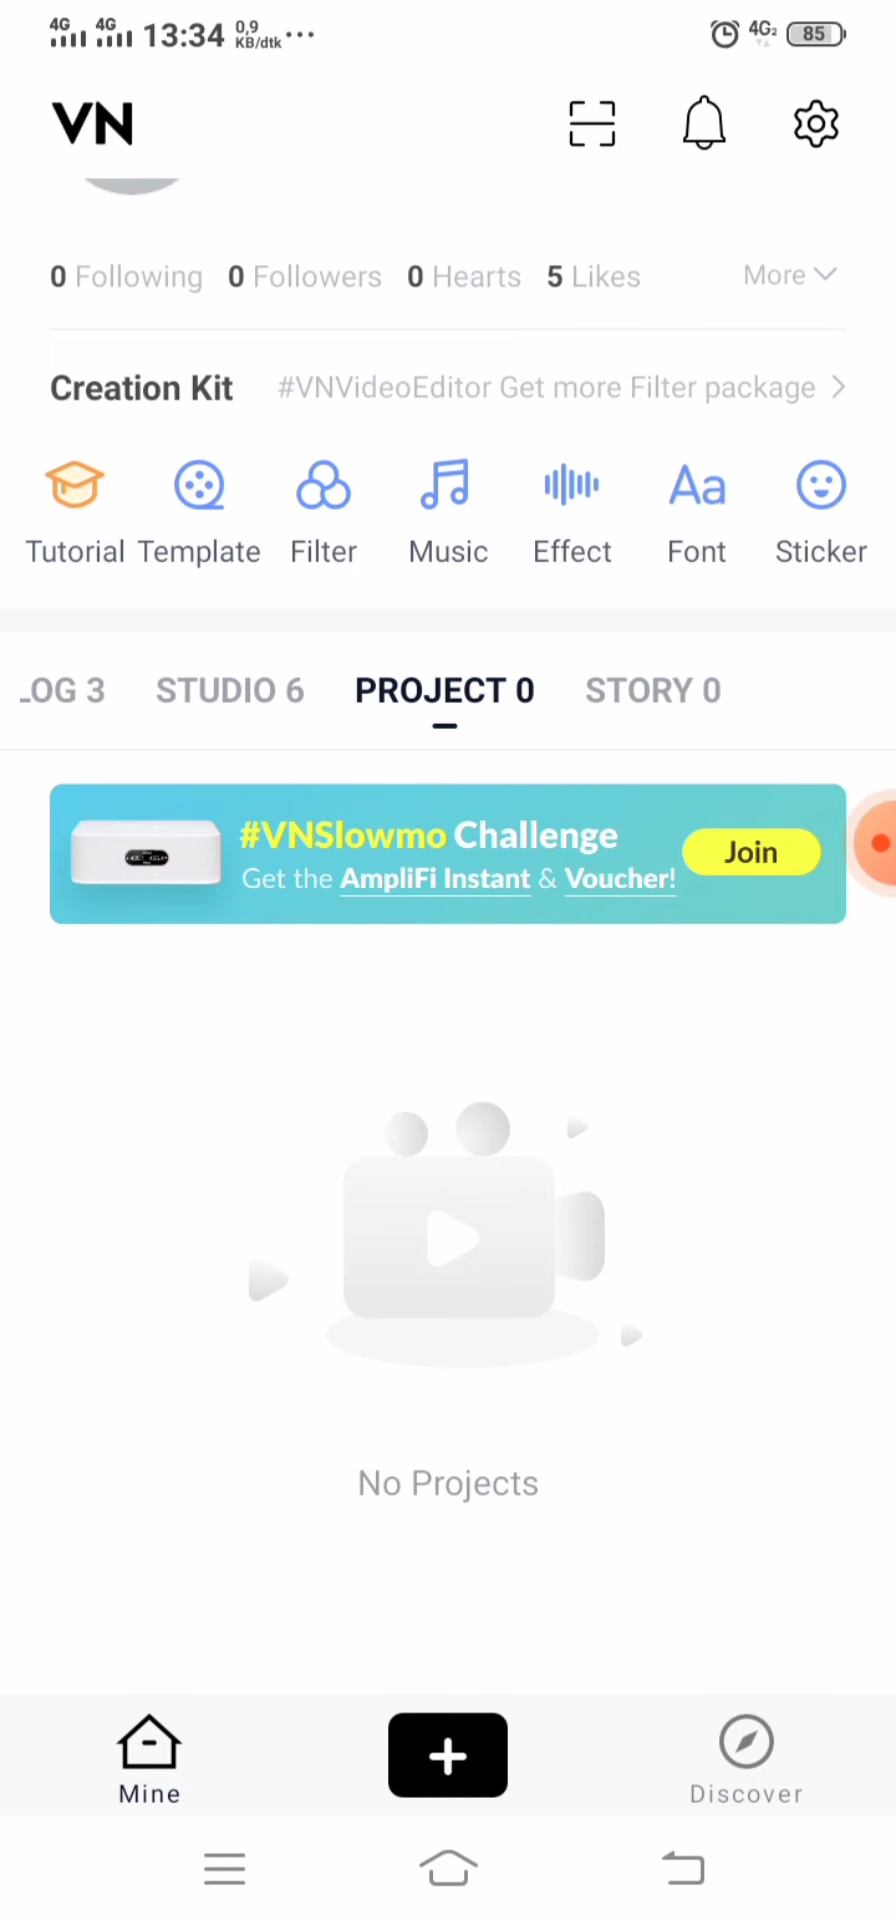 4G 4G 13:34 0,9 KB/dtk ... 4G2 85
VN
0 Following 0 Followers 0 Hearts 5 Likes More
Creation Kit #VNVideoEditor Get more Filter package
Aa
Tutorial Template Filter Music Effect Font Sticker
OG 3 STUDIO 6 PROJECT 0 STORY 0
#VNSlowmo Challenge
Get the AmpliFi Instant & Voucher!
Join
No Projects
Mine
Discover